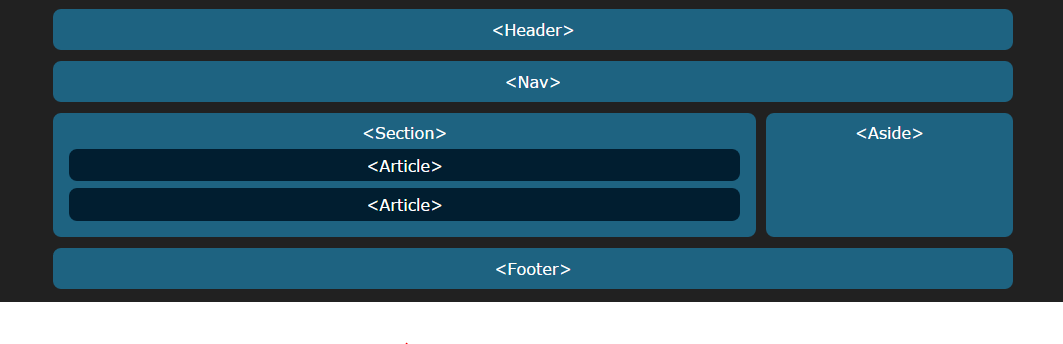 <Header>
<Nav>
<Section>
<Article>
<Article>
<Aside>
<Footer>